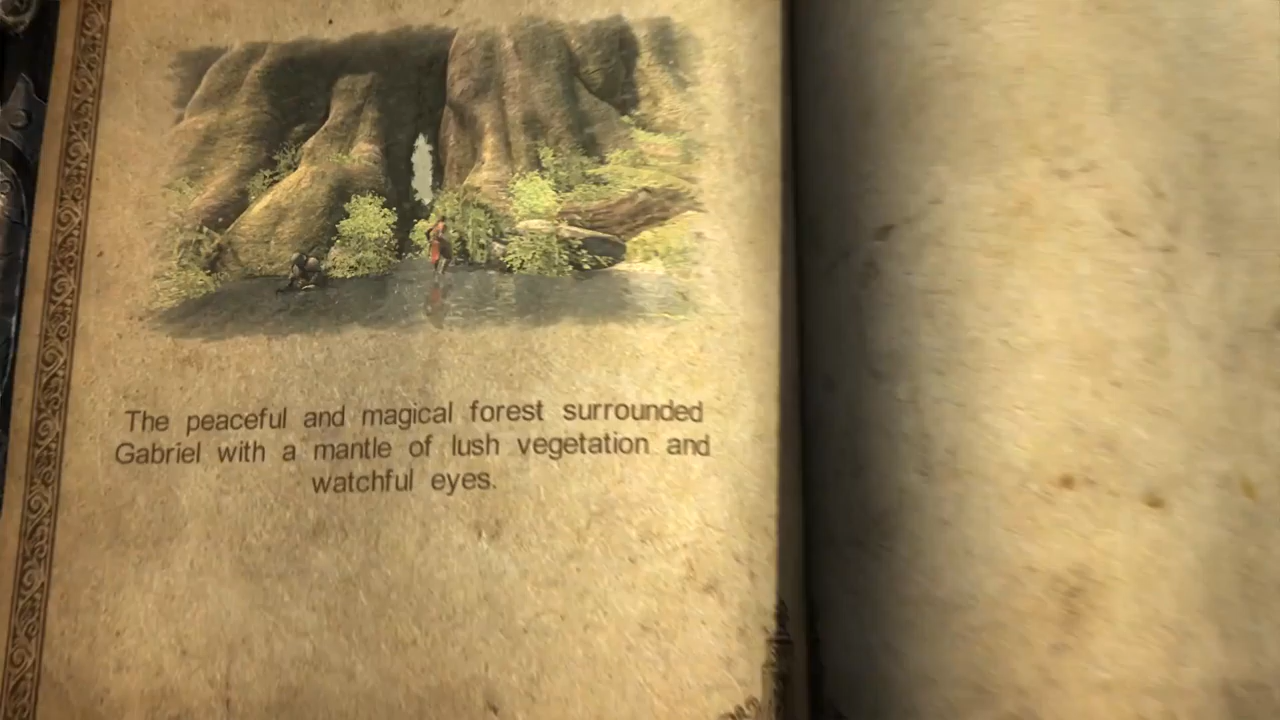 The peaceful and magical forest surrounded
Gabriel with a mantle of lush vegetation and
watchful eyes.